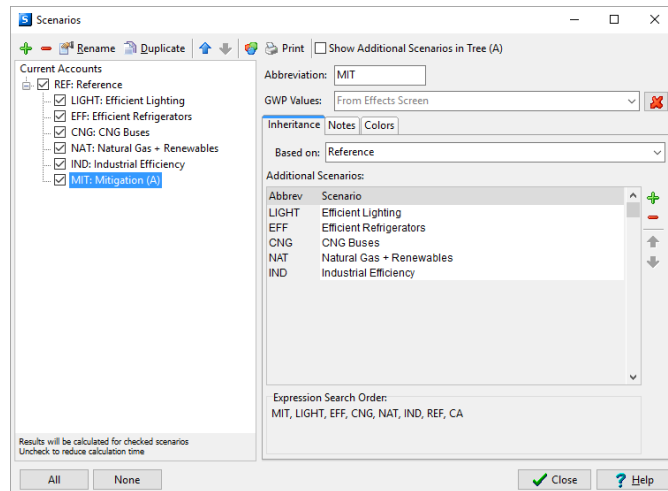 Scenarios
Rename Duplicate Print Show Additional Scenarios in Tree (A)
Current Accounts
REF: Reference
LIGHT: Efficient Lighting
EFF: Efficient Refrigerators
CNG: CNG Buses
NAT: Natural Gas + Renewables
IND: Industrial Efficiency
MIT: Mitigation (A)
Results will be calculated for checked scenarios
Uncheck to reduce calculation time
Abbreviation: MIT
GWP Values: From Effects Screen
Inheritance Notes Colors
Based on: Reference
Additional Scenarios:
Abbrev Scenario
LIGHT Efficient Lighting
EFF Efficient Refrigerators
CNG CNG Buses
NAT Natural Gas + Renewables
IND Industrial Efficiency
Expression Search Order:
MIT, LIGHT, EFF, CNG, NAT, IND, REF, CA
All None Close Help